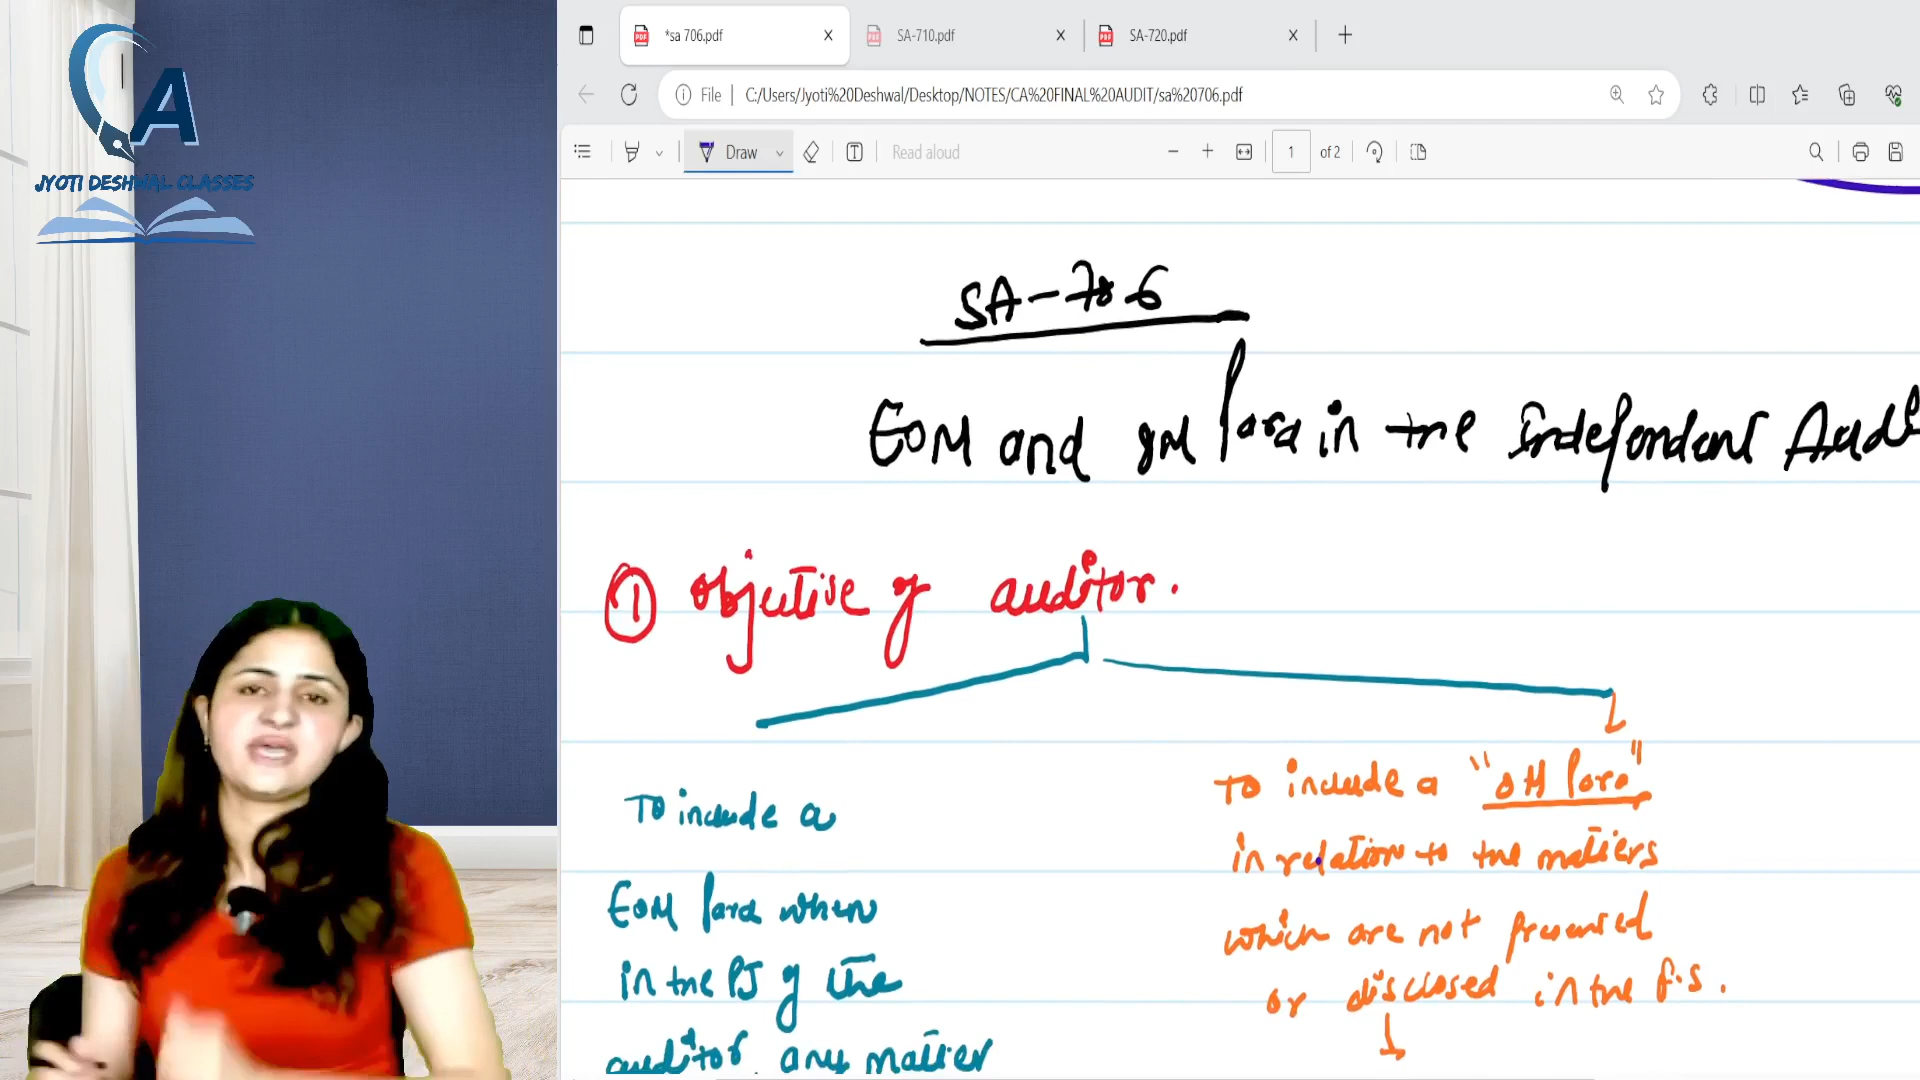 CA
JYOTI DESHWAL CLASSES
*sa 706.pdf
SA-710.pdf
SA-720.pdf
File
C:/Users/Jyoti%20Deshwal/Desktop/NOTES/CA%20FINAL%20AUDIT/sa%20706.pdf
Draw
Read aloud
1 of 2
SA-706
EOM and OM Para in the Independent
① objective of auditor.
To include a
EOM Para when
in the PJ of the
auditor, any matter
To include a "OM Para"
in relation to the matters
which are not presented
or disclosed in the F.S.